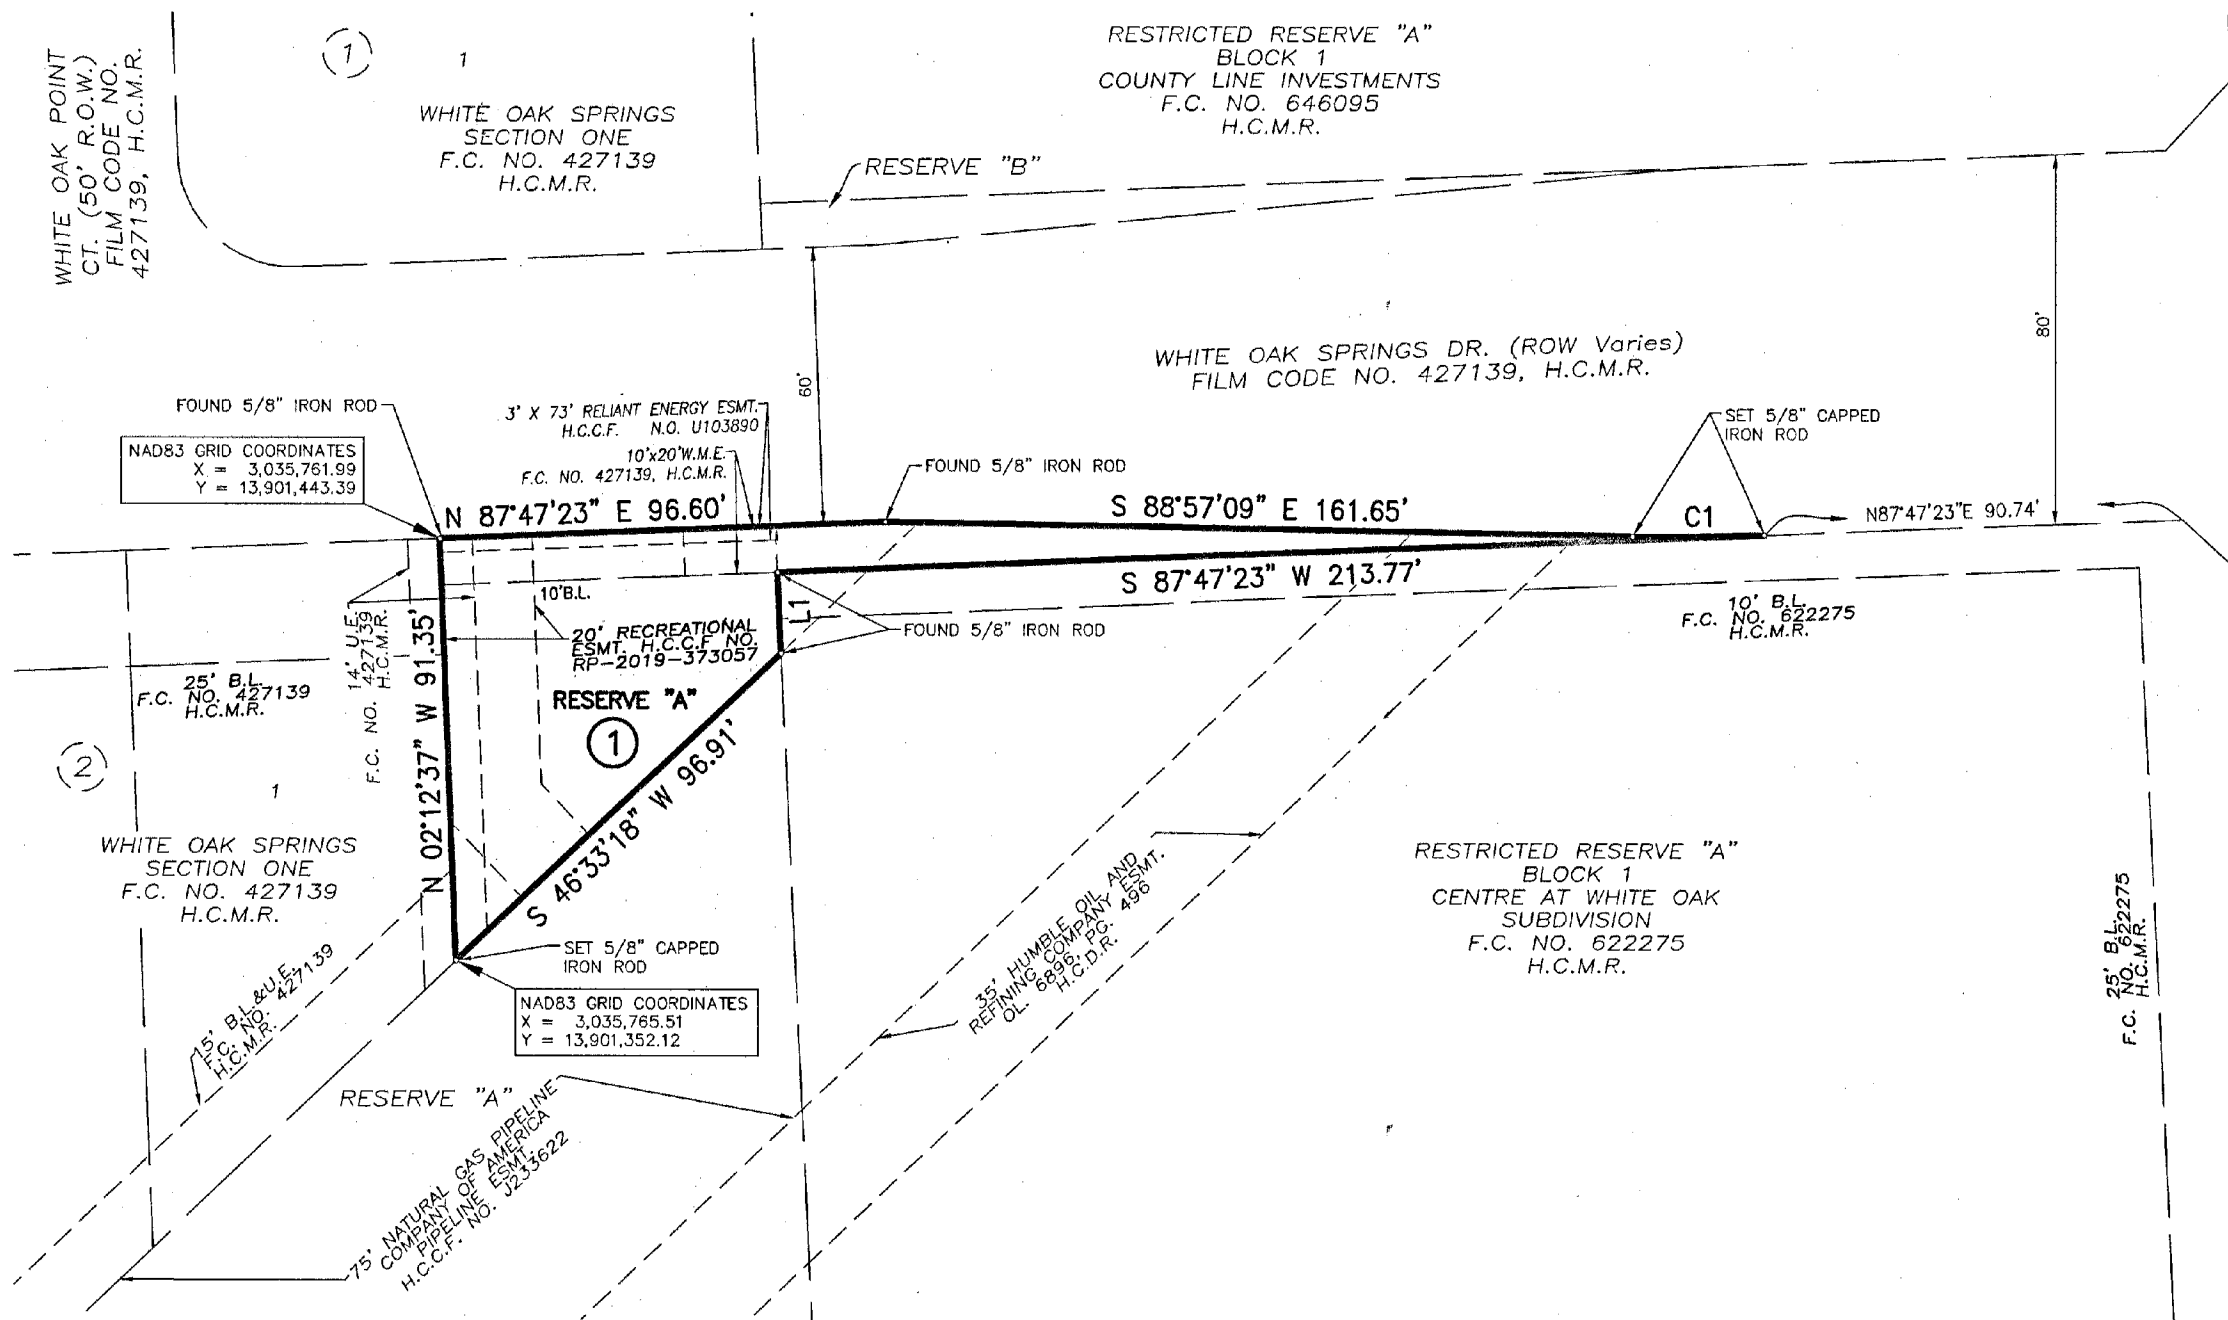 WHITE OAK POINT
CT. (50' R.O.W.)
FILM CODE NO.
427139, H.C.M.R.
1
1
WHITE OAK SPRINGS
SECTION ONE
F.C. NO. 427139
H.C.M.R.
RESTRICTED RESERVE "A"
BLOCK 1
COUNTY LINE INVESTMENTS
F.C. NO. 646095
H.C.M.R.
RESERVE "B"
60'
80'
WHITE OAK SPRINGS DR. (ROW Varies)
FILM CODE NO. 427139, H.C.M.R.
FOUND 5/8" IRON ROD
NAD83 GRID COORDINATES
X = 3,035,761.99
Y = 13,901,443.39
3' X 73' RELIANT ENERGY ESMT.
H.C.C.F. N.O. U103890
10'x20'W.M.E.
F.C. NO. 427139, H.C.M.R.
FOUND 5/8" IRON ROD
SET 5/8" CAPPED
IRON ROD
N 87°47'23" E 96.60'
S 88°57'09" E 161.65'
C1
N87°47'23"E 90.74'
S 87°47'23" W 213.77'
10'B.L.
L1
FOUND 5/8" IRON ROD
10' B.L.
F.C. NO. 622275
H.C.M.R.
14' U.E.
F.C. NO. 427139
H.C.M.R.
20' RECREATIONAL
ESMT. H.C.C.F NO.
RP-2019-373057
25' B.L.
F.C. NO. 427139
H.C.M.R.
N 02°12'37" W 91.35'
RESERVE "A"
1
S 46°33'18" W 96.91'
2
1
WHITE OAK SPRINGS
SECTION ONE
F.C. NO. 427139
H.C.M.R.
SET 5/8" CAPPED
IRON ROD
NAD83 GRID COORDINATES
X = 3,035,765.51
Y = 13,901,352.12
15' B.L.&U.E.
F.C. NO. 427139
H.C.M.R.
RESERVE "A"
75' NATURAL GAS PIPELINE
COMPANY OF AMERICA
PIPELINE ESMT.
H.C.C.F. NO. J233622
35' HUMBLE OIL AND
REFINING COMPANY ESMT.
OL. 6896, PG. 496
H.C.D.R.
RESTRICTED RESERVE "A"
BLOCK 1
CENTRE AT WHITE OAK
SUBDIVISION
F.C. NO. 622275
H.C.M.R.
25' B.L.
F.C. NO. 622275
H.C.M.R.